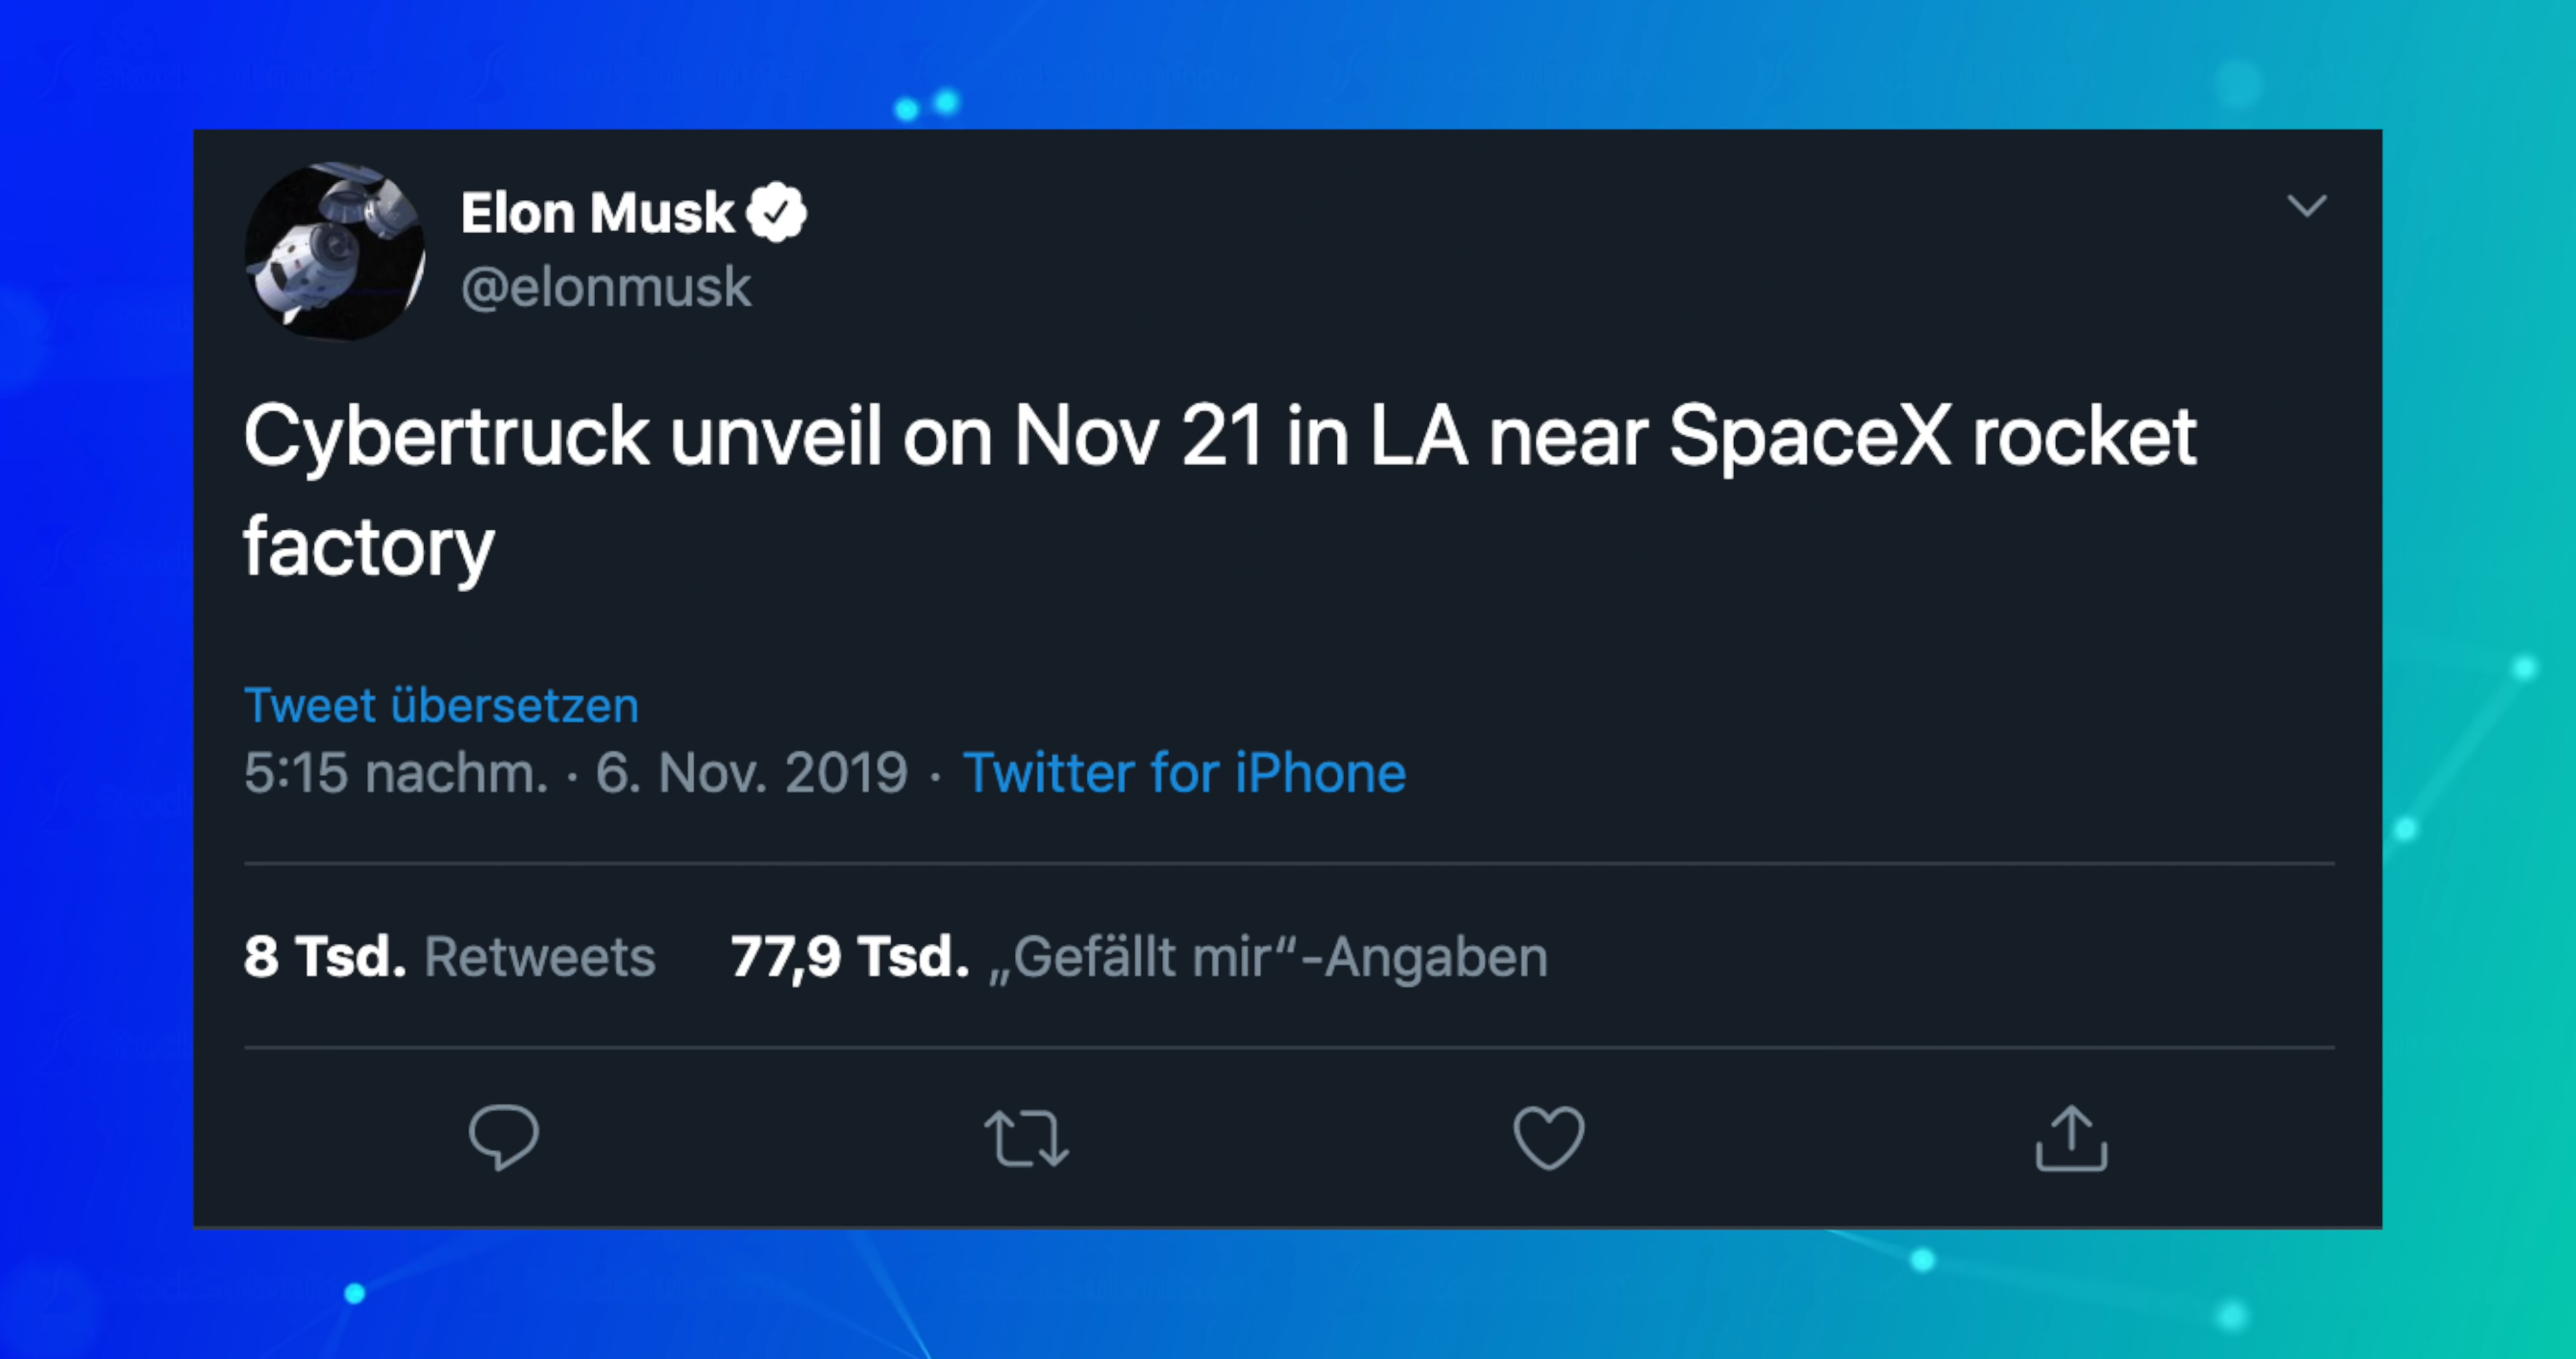 Elon Musk
@elonmusk
Cybertruck unveil on Nov 21 in LA near SpaceX rocket
factory
Tweet übersetzen
5:15 nachm. · 6. Nov. 2019 · Twitter for iPhone
8 Tsd. Retweets 77,9 Tsd. „Gefällt mir“-Angaben